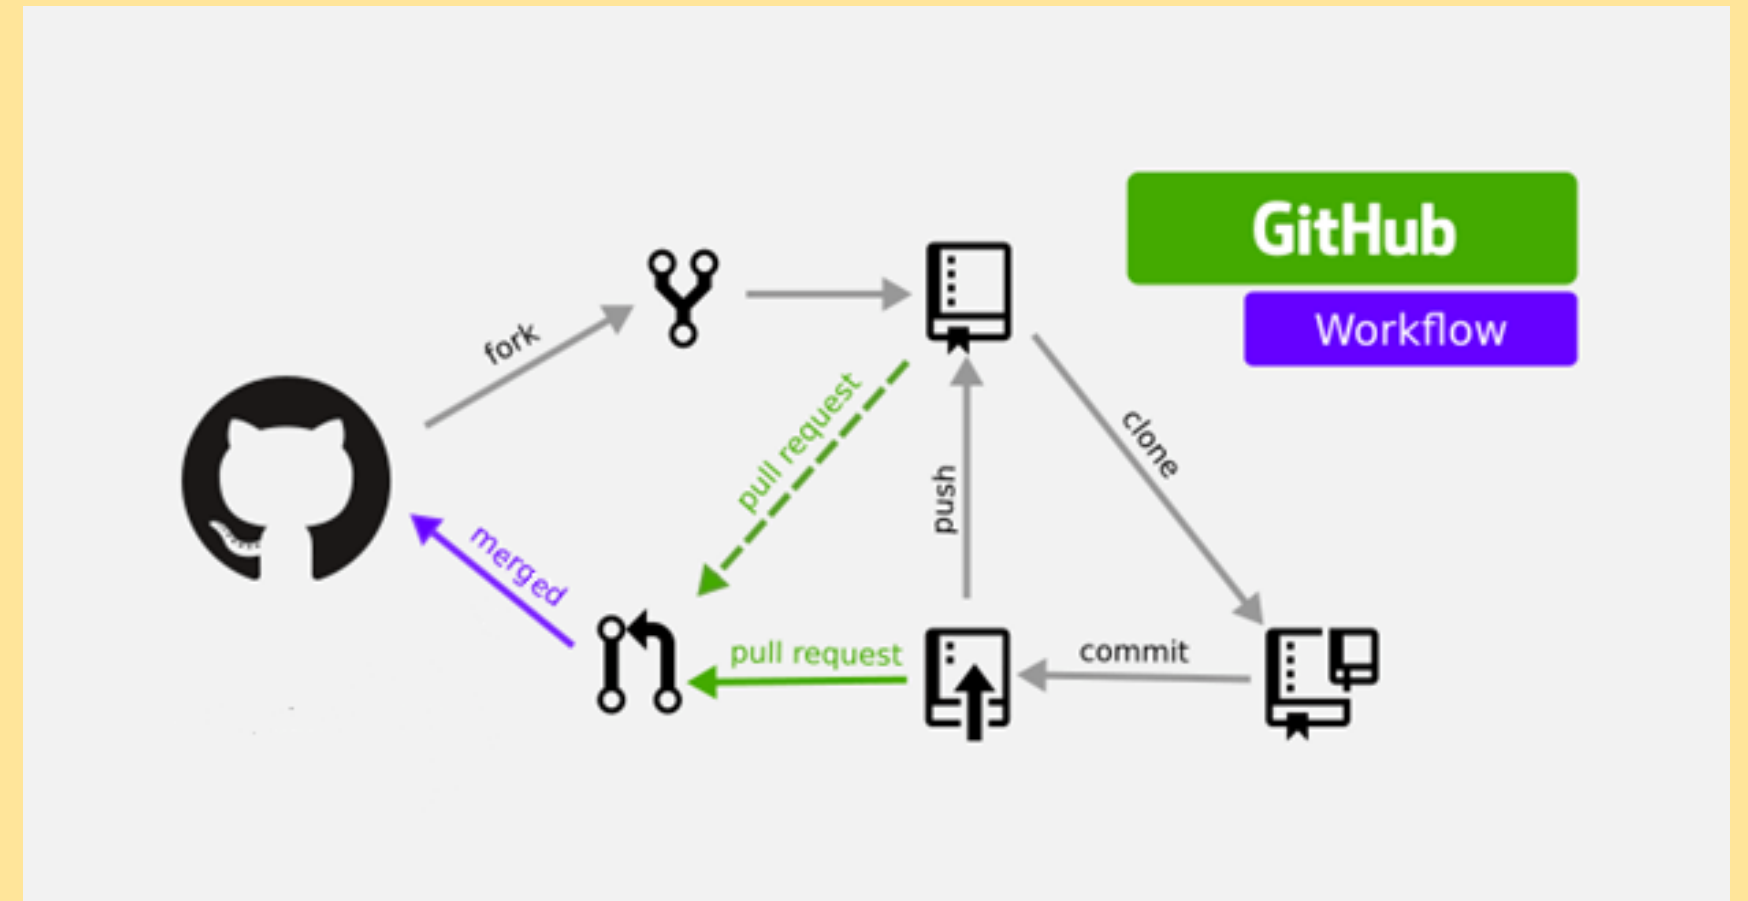 GitHub
Workflow
fork
pull request
clone
push
merged
pull request
commit